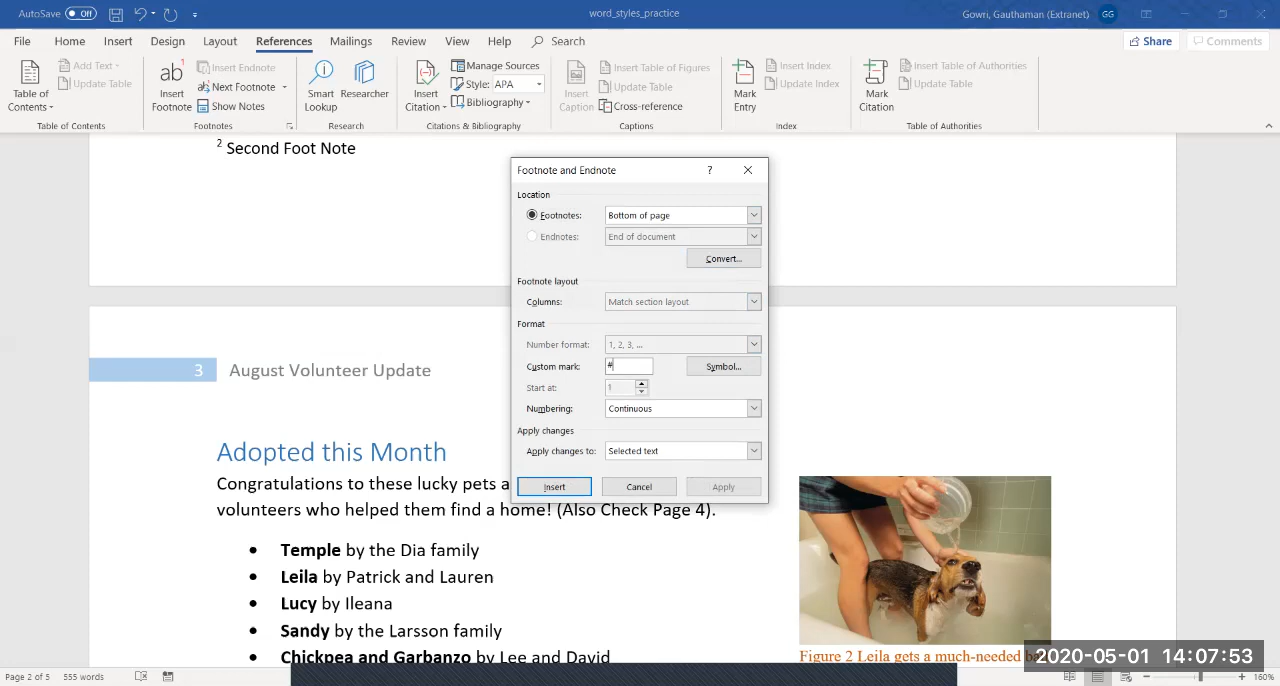 AutoSave Off
word_styles_practice
Gowri, Gauthaman (Extranet) GG
File Home Insert Design Layout References Mailings Review View Help Search
Share Comments
Table of Contents
Add Text
Update Table
Table of Contents
ab1 Insert Footnote
Insert Endnote
Next Footnote
Show Notes
Footnotes
Smart Lookup
Researcher
Research
Insert Citation
Manage Sources
Style: APA
Bibliography
Citations & Bibliography
Insert Caption
Insert Table of Figures
Update Table
Cross-reference
Captions
Mark Entry
Insert Index
Update Index
Index
Mark Citation
Insert Table of Authorities
Update Table
Table of Authorities
2 Second Foot Note
Footnote and Endnote ?
Location
Footnotes: Bottom of page
Endnotes: End of document
Convert...
Footnote layout
Columns: Match section layout
Format
Number format: 1, 2, 3, ...
Custom mark: # Symbol...
Start at: 1
Numbering: Continuous
Apply changes
Apply changes to: Selected text
Insert Cancel Apply
3 August Volunteer Update
Adopted this Month
Congratulations to these lucky pets a
volunteers who helped them find a home! (Also Check Page 4).
• Temple by the Dia family
• Leila by Patrick and Lauren
• Lucy by Ileana
• Sandy by the Larsson family
• Chickpea and Garbanzo by Lee and David
Figure 2 Leila gets a much-needed
2020-05-01 14:07:53
Page 2 of 5 555 words
160%